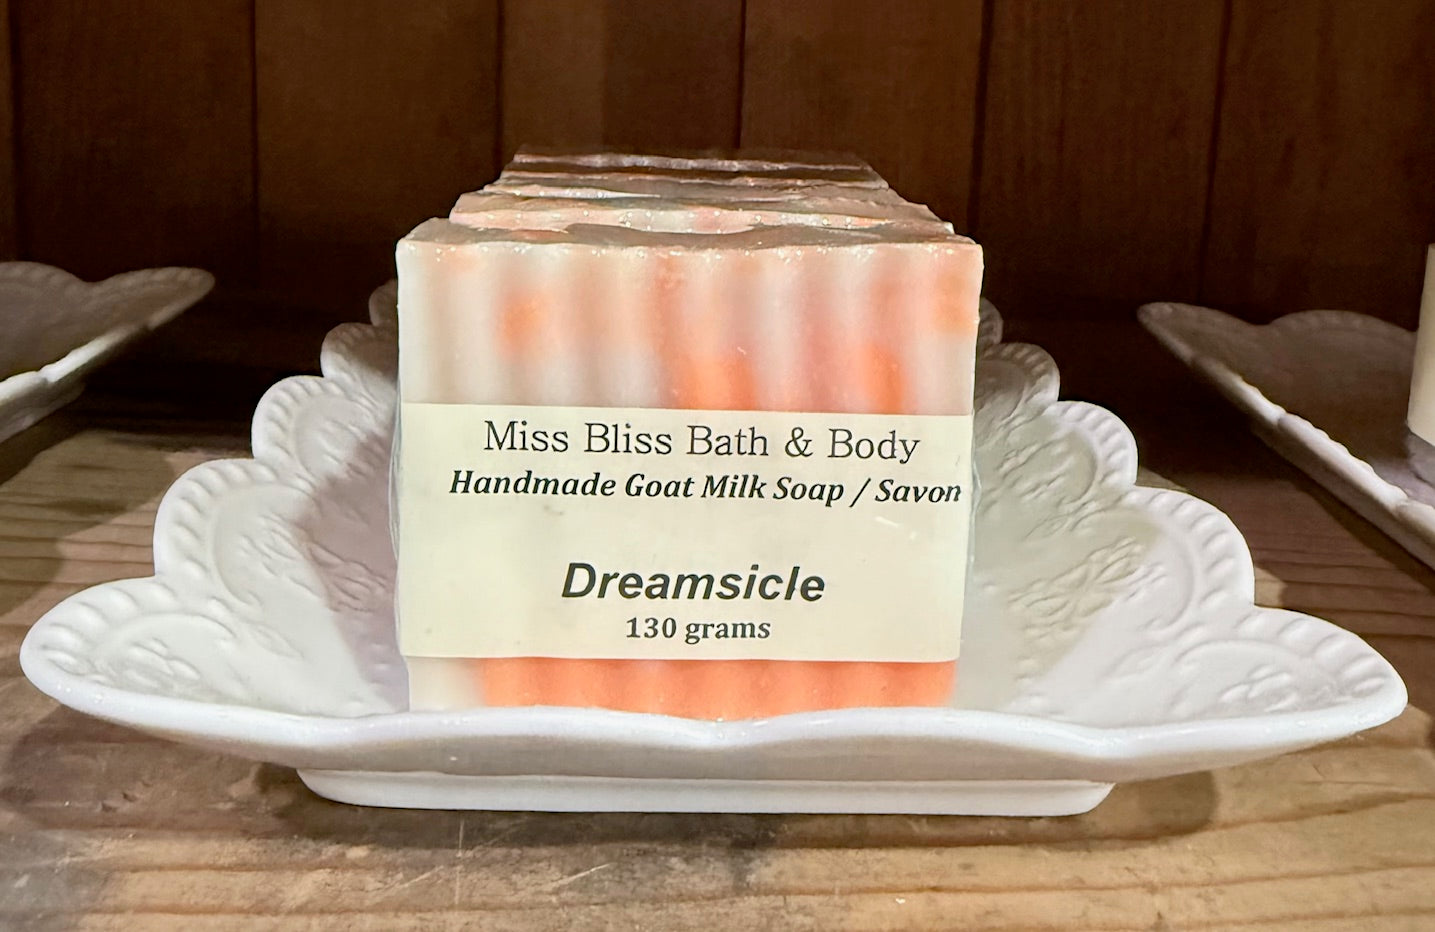 Miss Bliss Bath & Body
Handmade Goat Milk Soap / Savon
Dreamsicle
130 grams